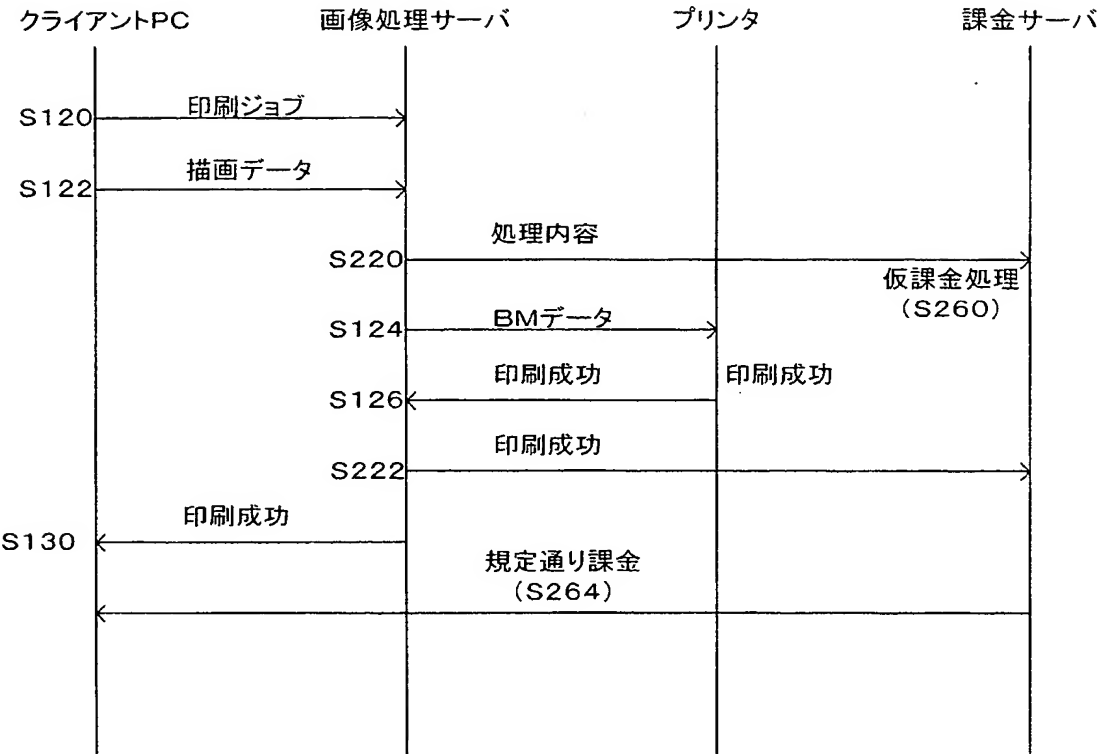 クライアントPC 画像処理サーバ プリンタ 課金サーバ
S120 印刷ジョブ
S122 描画データ
S220 処理内容
仮課金処理
(S260)
S124 BMデータ
S126 印刷成功 印刷成功
S222 印刷成功
S130 印刷成功
規定通り課金
(S264)